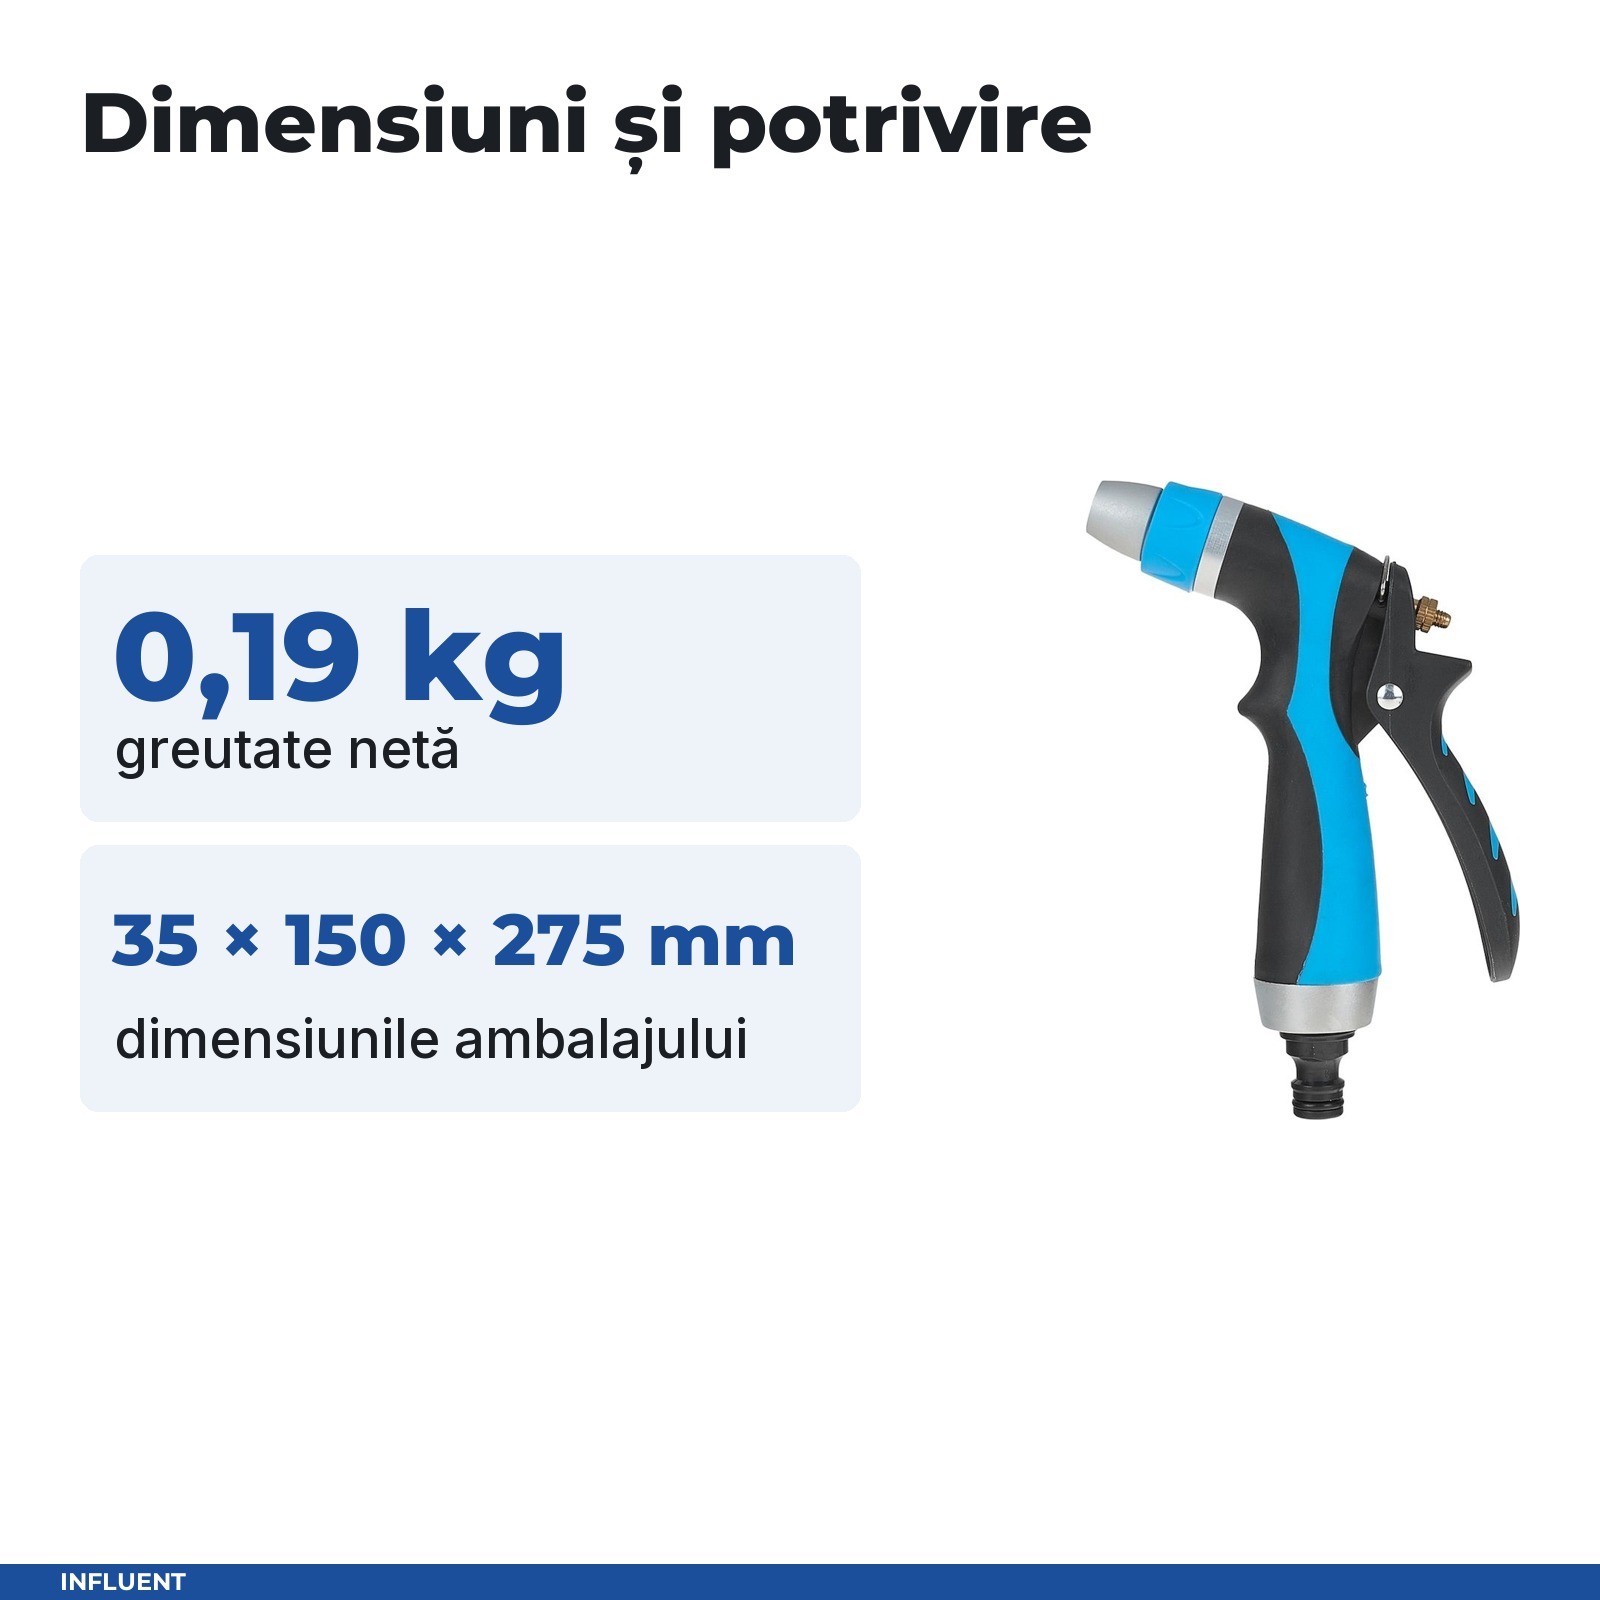 Dimensiuni și potrivire
0,19 kg
greutate netă
35 × 150 × 275 mm
dimensiunile ambalajului
INFLUENT